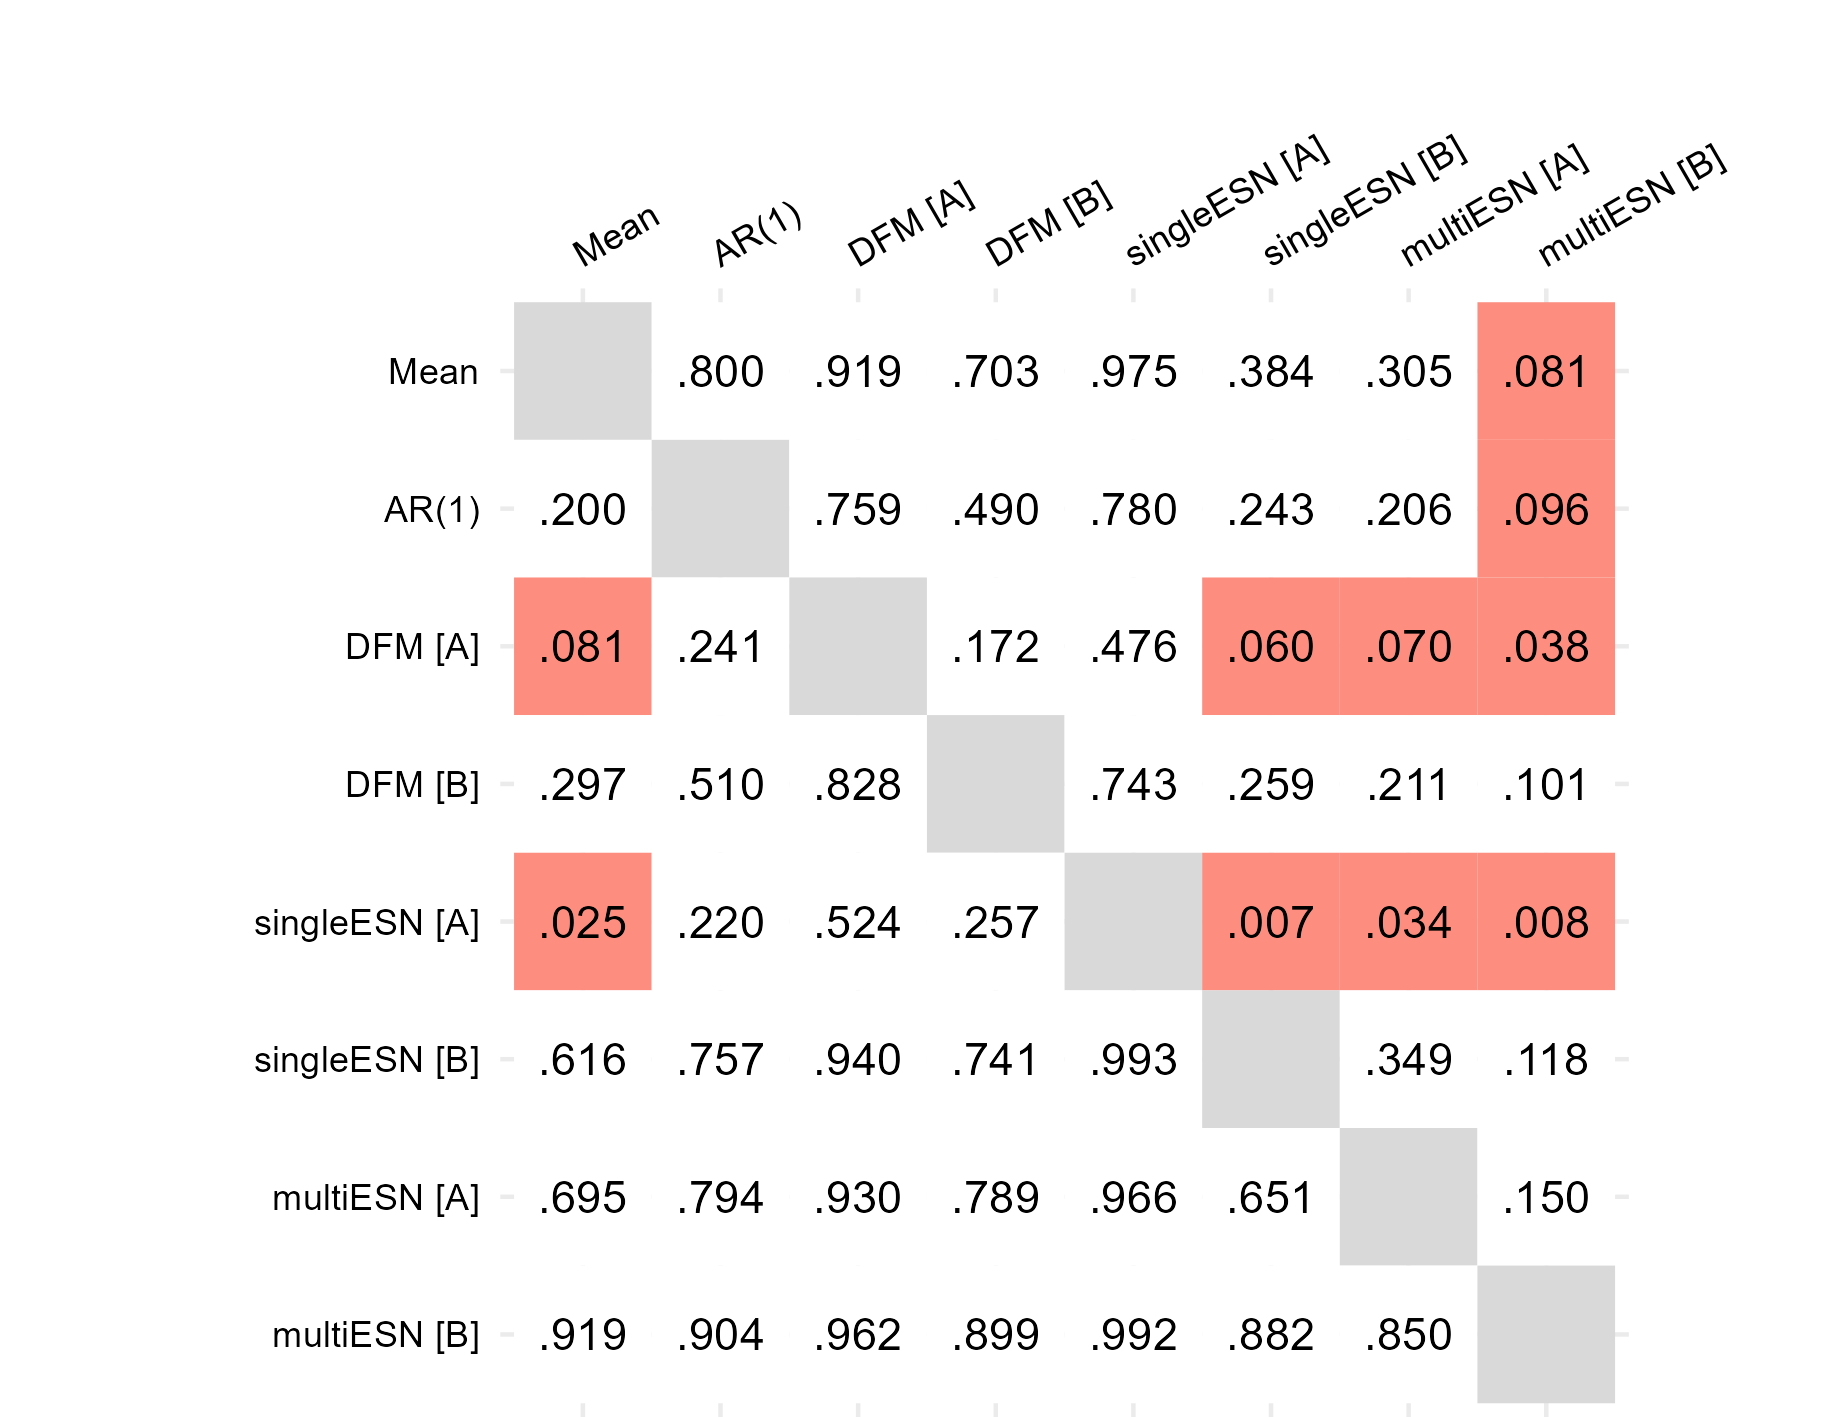 Mean AR(1) DFM [A] DFM [B] singleESN [A] singleESN [B] multiESN [A] multiESN [B]
Mean .800 .919 .703 .975 .384 .305 .081
AR(1) .200 .759 .490 .780 .243 .206 .096
DFM [A] .081 .241 .172 .476 .060 .070 .038
DFM [B] .297 .510 .828 .743 .259 .211 .101
singleESN [A] .025 .220 .524 .257 .007 .034 .008
singleESN [B] .616 .757 .940 .741 .993 .349 .118
multiESN [A] .695 .794 .930 .789 .966 .651 .150
multiESN [B] .919 .904 .962 .899 .992 .882 .850